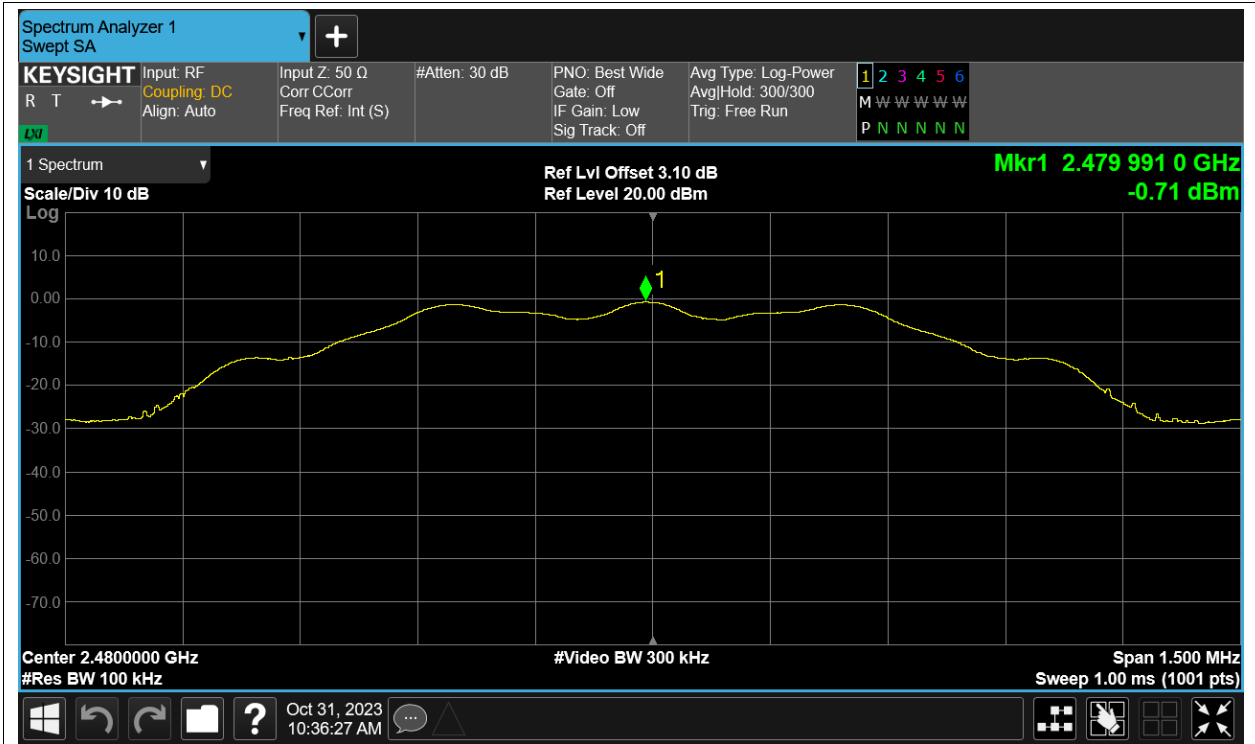 Spectrum Analyzer 1
Swept SA
KEYSIGHT
R T
LXI
Input: RF
Coupling: DC
Align: Auto
Input Z: 50 Ω
Corr CCorr
Freq Ref: Int (S)
#Atten: 30 dB
PNO: Best Wide
Gate: Off
IF Gain: Low
Sig Track: Off
Avg Type: Log-Power
Avg|Hold: 300/300
Trig: Free Run
1 2 3 4 5 6
M W W W W W
P N N N N N
1 Spectrum
Scale/Div 10 dB
Log
Ref Lvl Offset 3.10 dB
Ref Level 20.00 dBm
Mkr1 2.479 991 0 GHz
-0.71 dBm
1
10.0
0.00
-10.0
-20.0
-30.0
-40.0
-50.0
-60.0
-70.0
Center 2.4800000 GHz
#Res BW 100 kHz
#Video BW 300 kHz
Span 1.500 MHz
Sweep 1.00 ms (1001 pts)
?
Oct 31, 2023
10:36:27 AM